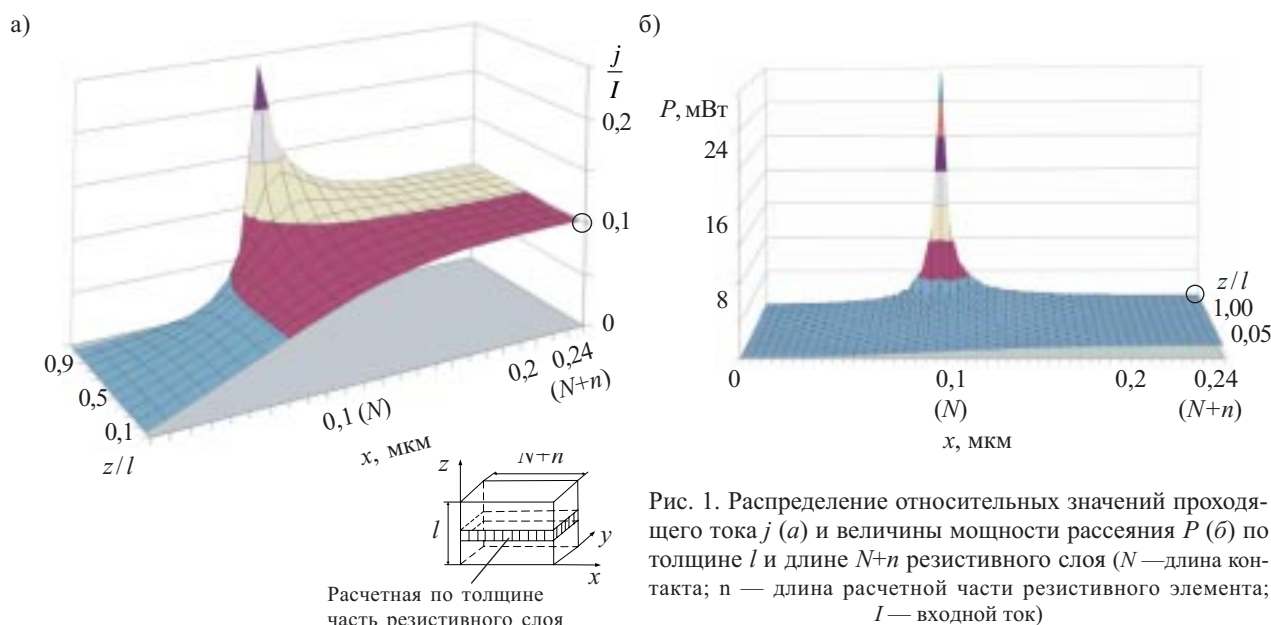 а)
j
I
0,2
0,1
0
0,9
0,5
0,1
z/l
0,1 (N)
0,2
0,24
(N+n)
x, мкм
б)
P, мВт
24
16
8
z/l
1,00
0,05
0
0,1
(N)
0,2
0,24
(N+n)
x, мкм
N+n
z
l
y
x
Расчетная по толщине
часть резистивного слоя
Рис. 1. Распределение относительных значений проходя-
щего тока j (а) и величины мощности рассеяния P (б) по
толщине l и длине N+n резистивного слоя (N —длина кон-
такта; n — длина расчетной части резистивного элемента;
I — входной ток)